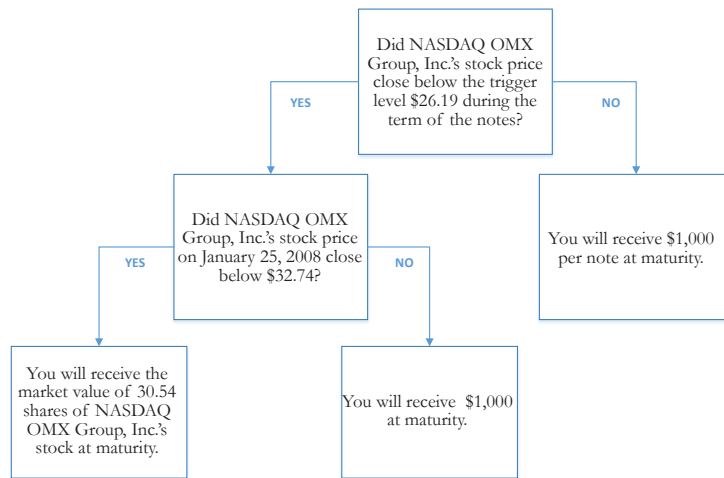 Did NASDAQ OMX
Group, Inc.'s stock price
close below the trigger
level $26.19 during the
term of the notes?
YES
NO
Did NASDAQ OMX
Group, Inc.'s stock price
on January 25, 2008 close
below $32.74?
You will receive $1,000
per note at maturity.
YES
NO
You will receive the
market value of 30.54
shares of NASDAQ
OMX Group, Inc.'s
stock at maturity.
You will receive $1,000
at maturity.